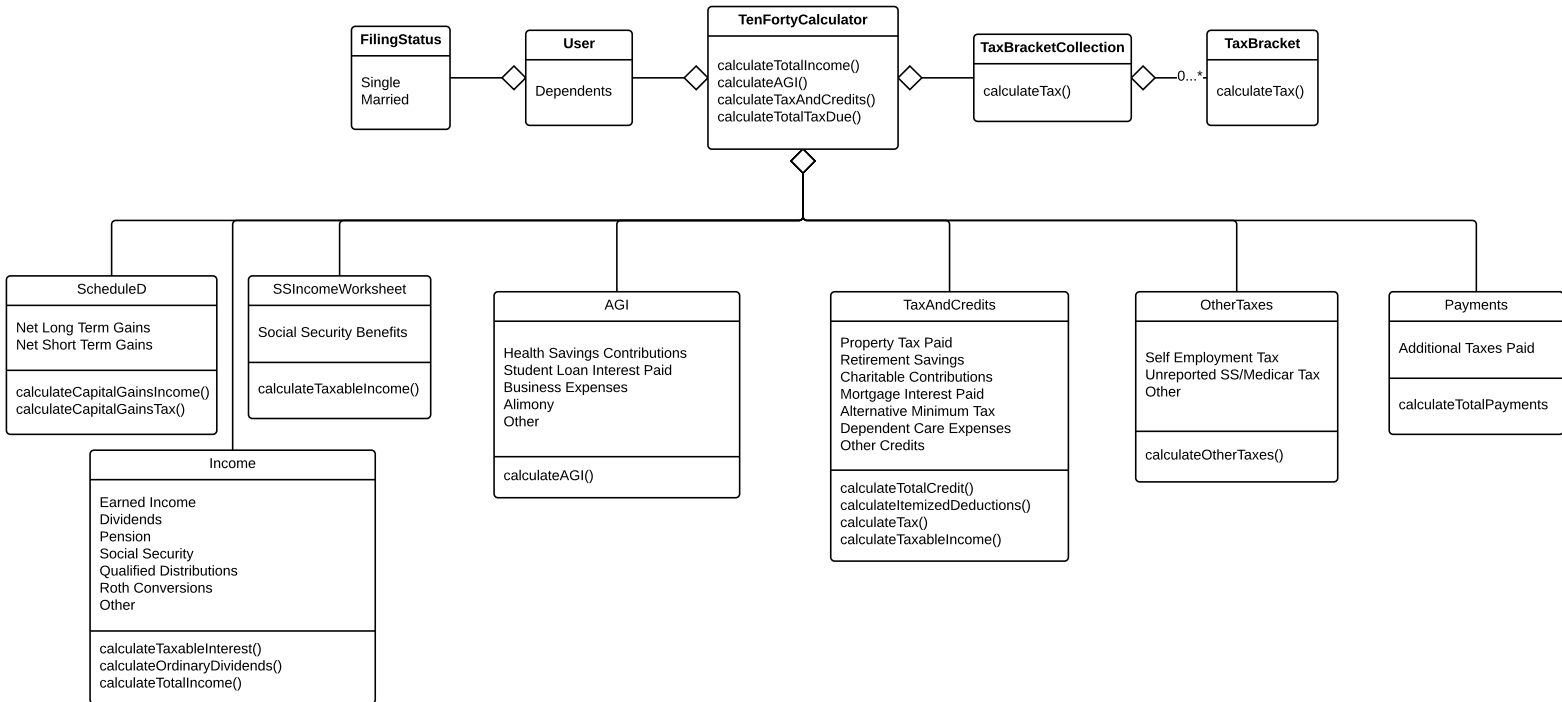 FilingStatus
Single
Married
User
Dependents
TenFortyCalculator
calculateTotalIncome()
calculateAGI()
calculateTaxAndCredits()
calculateTotalTaxDue()
TaxBracketCollection
calculateTax()
0...*
TaxBracket
calculateTax()
ScheduleD
Net Long Term Gains
Net Short Term Gains
calculateCapitalGainsIncome()
calculateCapitalGainsTax()
SSIncomeWorksheet
Social Security Benefits
calculateTaxableIncome()
AGI
Health Savings Contributions
Student Loan Interest Paid
Business Expenses
Alimony
Other
calculateAGI()
TaxAndCredits
Property Tax Paid
Retirement Savings
Charitable Contributions
Mortgage Interest Paid
Alternative Minimum Tax
Dependent Care Expenses
Other Credits
calculateTotalCredit()
calculateItemizedDeductions()
calculateTax()
calculateTaxableIncome()
OtherTaxes
Self Employment Tax
Unreported SS/Medicar Tax
Other
calculateOtherTaxes()
Payments
Additional Taxes Paid
calculateTotalPayments
Income
Earned Income
Dividends
Pension
Social Security
Qualified Distributions
Roth Conversions
Other
calculateTaxableInterest()
calculateOrdinaryDividends()
calculateTotalIncome()